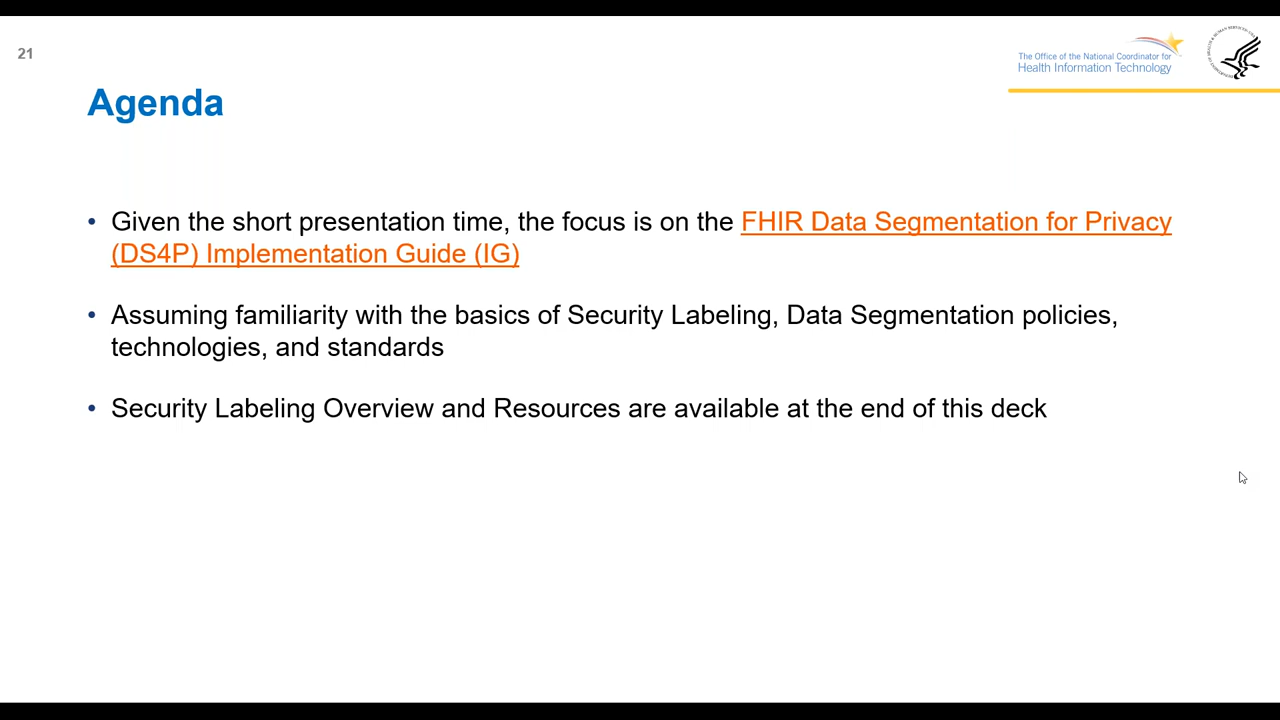 21
The Office of the National Coordinator for
Health Information Technology
Agenda
• Given the short presentation time, the focus is on the FHIR Data Segmentation for Privacy
(DS4P) Implementation Guide (IG)
• Assuming familiarity with the basics of Security Labeling, Data Segmentation policies,
technologies, and standards
• Security Labeling Overview and Resources are available at the end of this deck